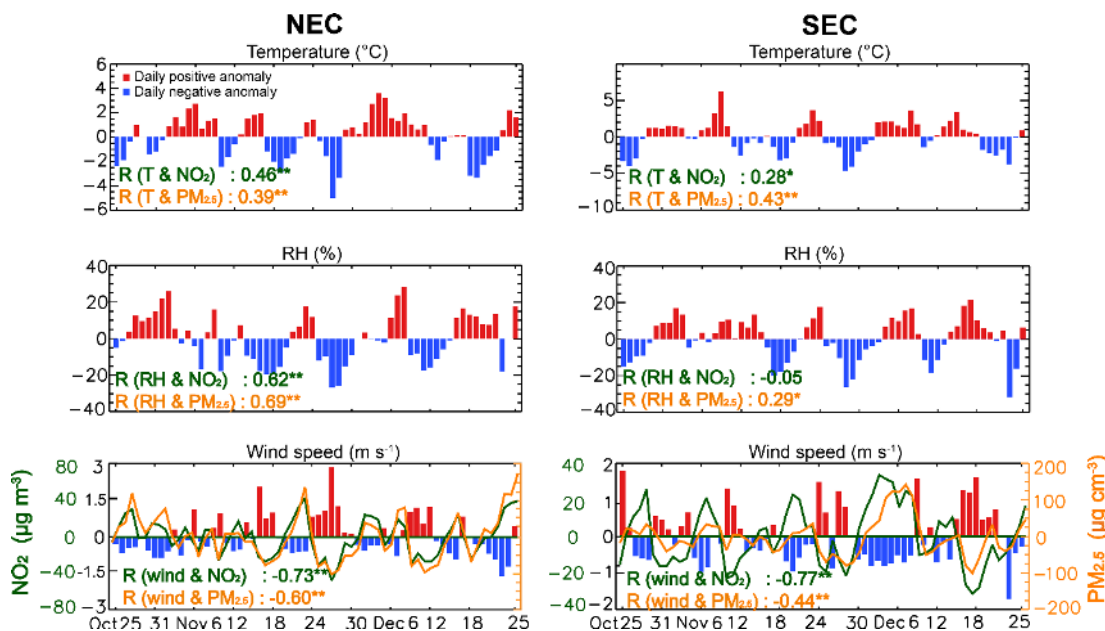 NEC
SEC
Temperature (°C)
Temperature (°C)
6
4
2
0
−2
−4
−6
Daily positive anomaly
Daily negative anomaly
R (T & NO₂) : 0.46**
R (T & PM₂.₅) : 0.39**
5
0
−5
−10
R (T & NO₂) : 0.28*
R (T & PM₂.₅) : 0.43**
RH (%)
RH (%)
40
20
0
−20
−40
R (RH & NO₂) : 0.62**
R (RH & PM₂.₅) : 0.69**
40
20
0
−20
−40
R (RH & NO₂) : -0.05
R (RH & PM₂.₅) : 0.29*
Wind speed (m s⁻¹)
Wind speed (m s⁻¹)
NO₂ (µg m⁻³)
80
40
0
−40
−80
3
1.5
0
−1.5
−3
R (wind & NO₂) : -0.73**
R (wind & PM₂.₅) : -0.60**
40
20
0
−20
−40
2
1
0
−1
−2
R (wind & NO₂) : -0.77**
R (wind & PM₂.₅) : -0.44**
200
100
0
−100
−200
PM₂.₅ (µg cm⁻³)
Oct25 31 Nov 6 12 18 24 30 Dec 6 12 18 25
Oct25 31 Nov 6 12 18 24 30 Dec 6 12 18 25